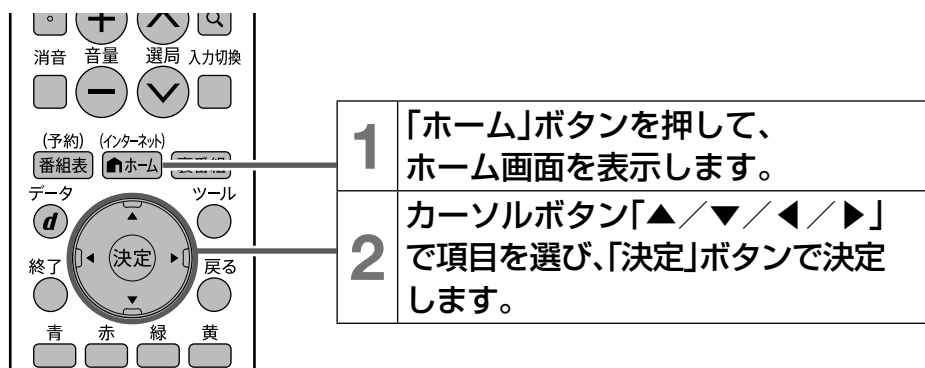 消音 音量 選局 入力切換
(予約) (インターネット)
番組表 ホーム 裏番組
データ ツール
d
決定
終了 戻る
青 赤 緑 黄
1 「ホーム」ボタンを押して、
ホーム画面を表示します。
2 カーソルボタン「▲／▼／◀／▶」
で項目を選び、「決定」ボタンで決定
します。